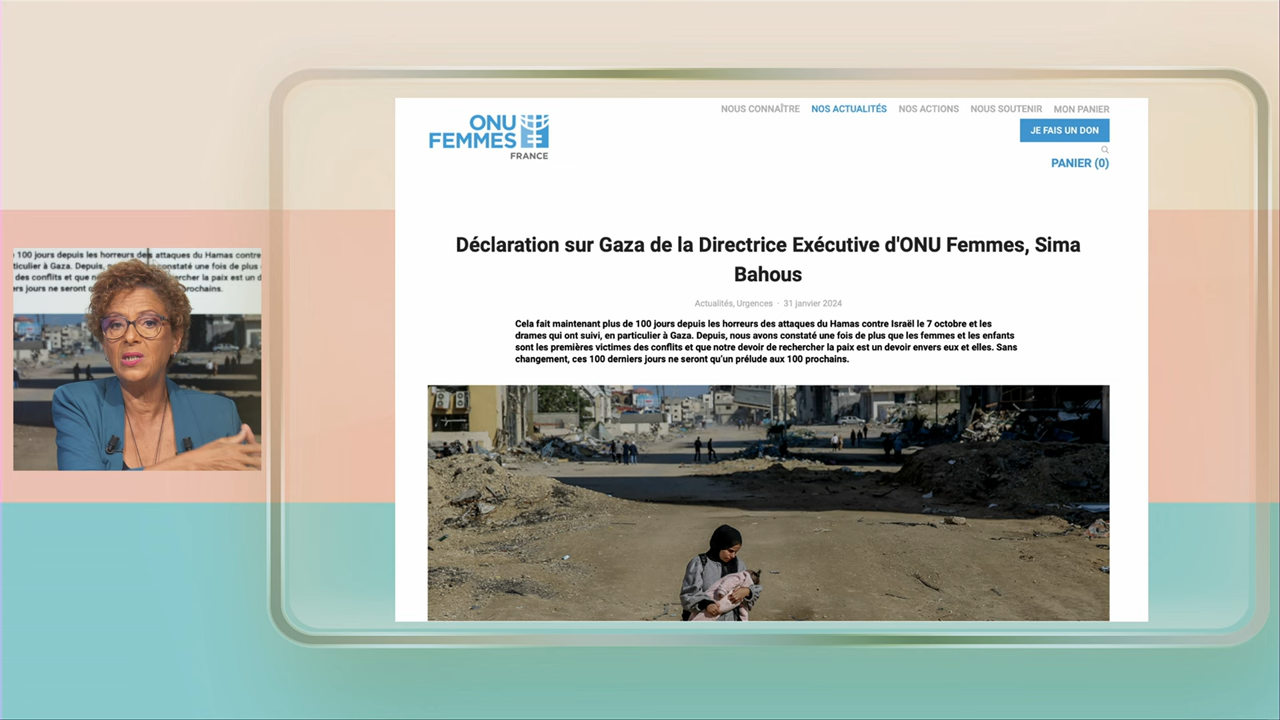 ONU
FEMMES
FRANCE
NOUS CONNAÎTRE NOS ACTUALITÉS NOS ACTIONS NOUS SOUTENIR MON PANIER
JE FAIS UN DON
PANIER (0)
Déclaration sur Gaza de la Directrice Exécutive d'ONU Femmes, Sima
Bahous
Actualités, Urgences · 31 janvier 2024
Cela fait maintenant plus de 100 jours depuis les horreurs des attaques du Hamas contre Israël le 7 octobre et les
drames qui ont suivi, en particulier à Gaza. Depuis, nous avons constaté une fois de plus que les femmes et les enfants
sont les premières victimes des conflits et que notre devoir de rechercher la paix est un devoir envers eux et elles. Sans
changement, ces 100 derniers jours ne seront qu'un prélude aux 100 prochains.
100 jours depuis les horreurs des attaques du Hamas contre
ticulier à Gaza. Depuis, constaté une fois de plus
des conflits et que rechercher la paix est un d
rs jours ne seront prochains.